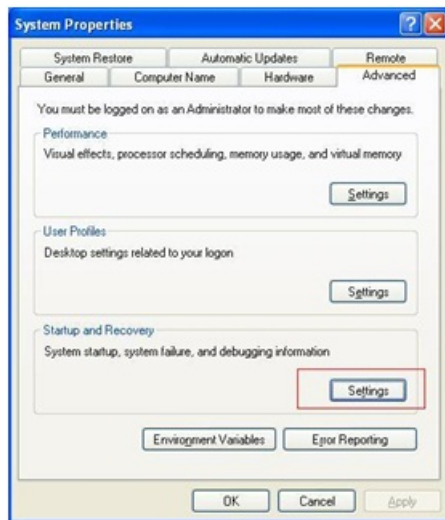 System Properties
System Restore Automatic Updates Remote
General Computer Name Hardware Advanced
You must be logged on as an Administrator to make most of these changes.
Performance
Visual effects, processor scheduling, memory usage, and virtual memory
Settings
User Profiles
Desktop settings related to your logon
Settings
Startup and Recovery
System startup, system failure, and debugging information
Settings
Environment Variables Error Reporting
OK Cancel Apply